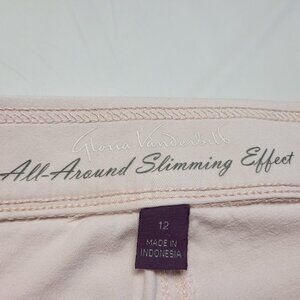 Gloria Vanderbilt
All-Around Slimming Effect
12
MADE IN
INDONESIA